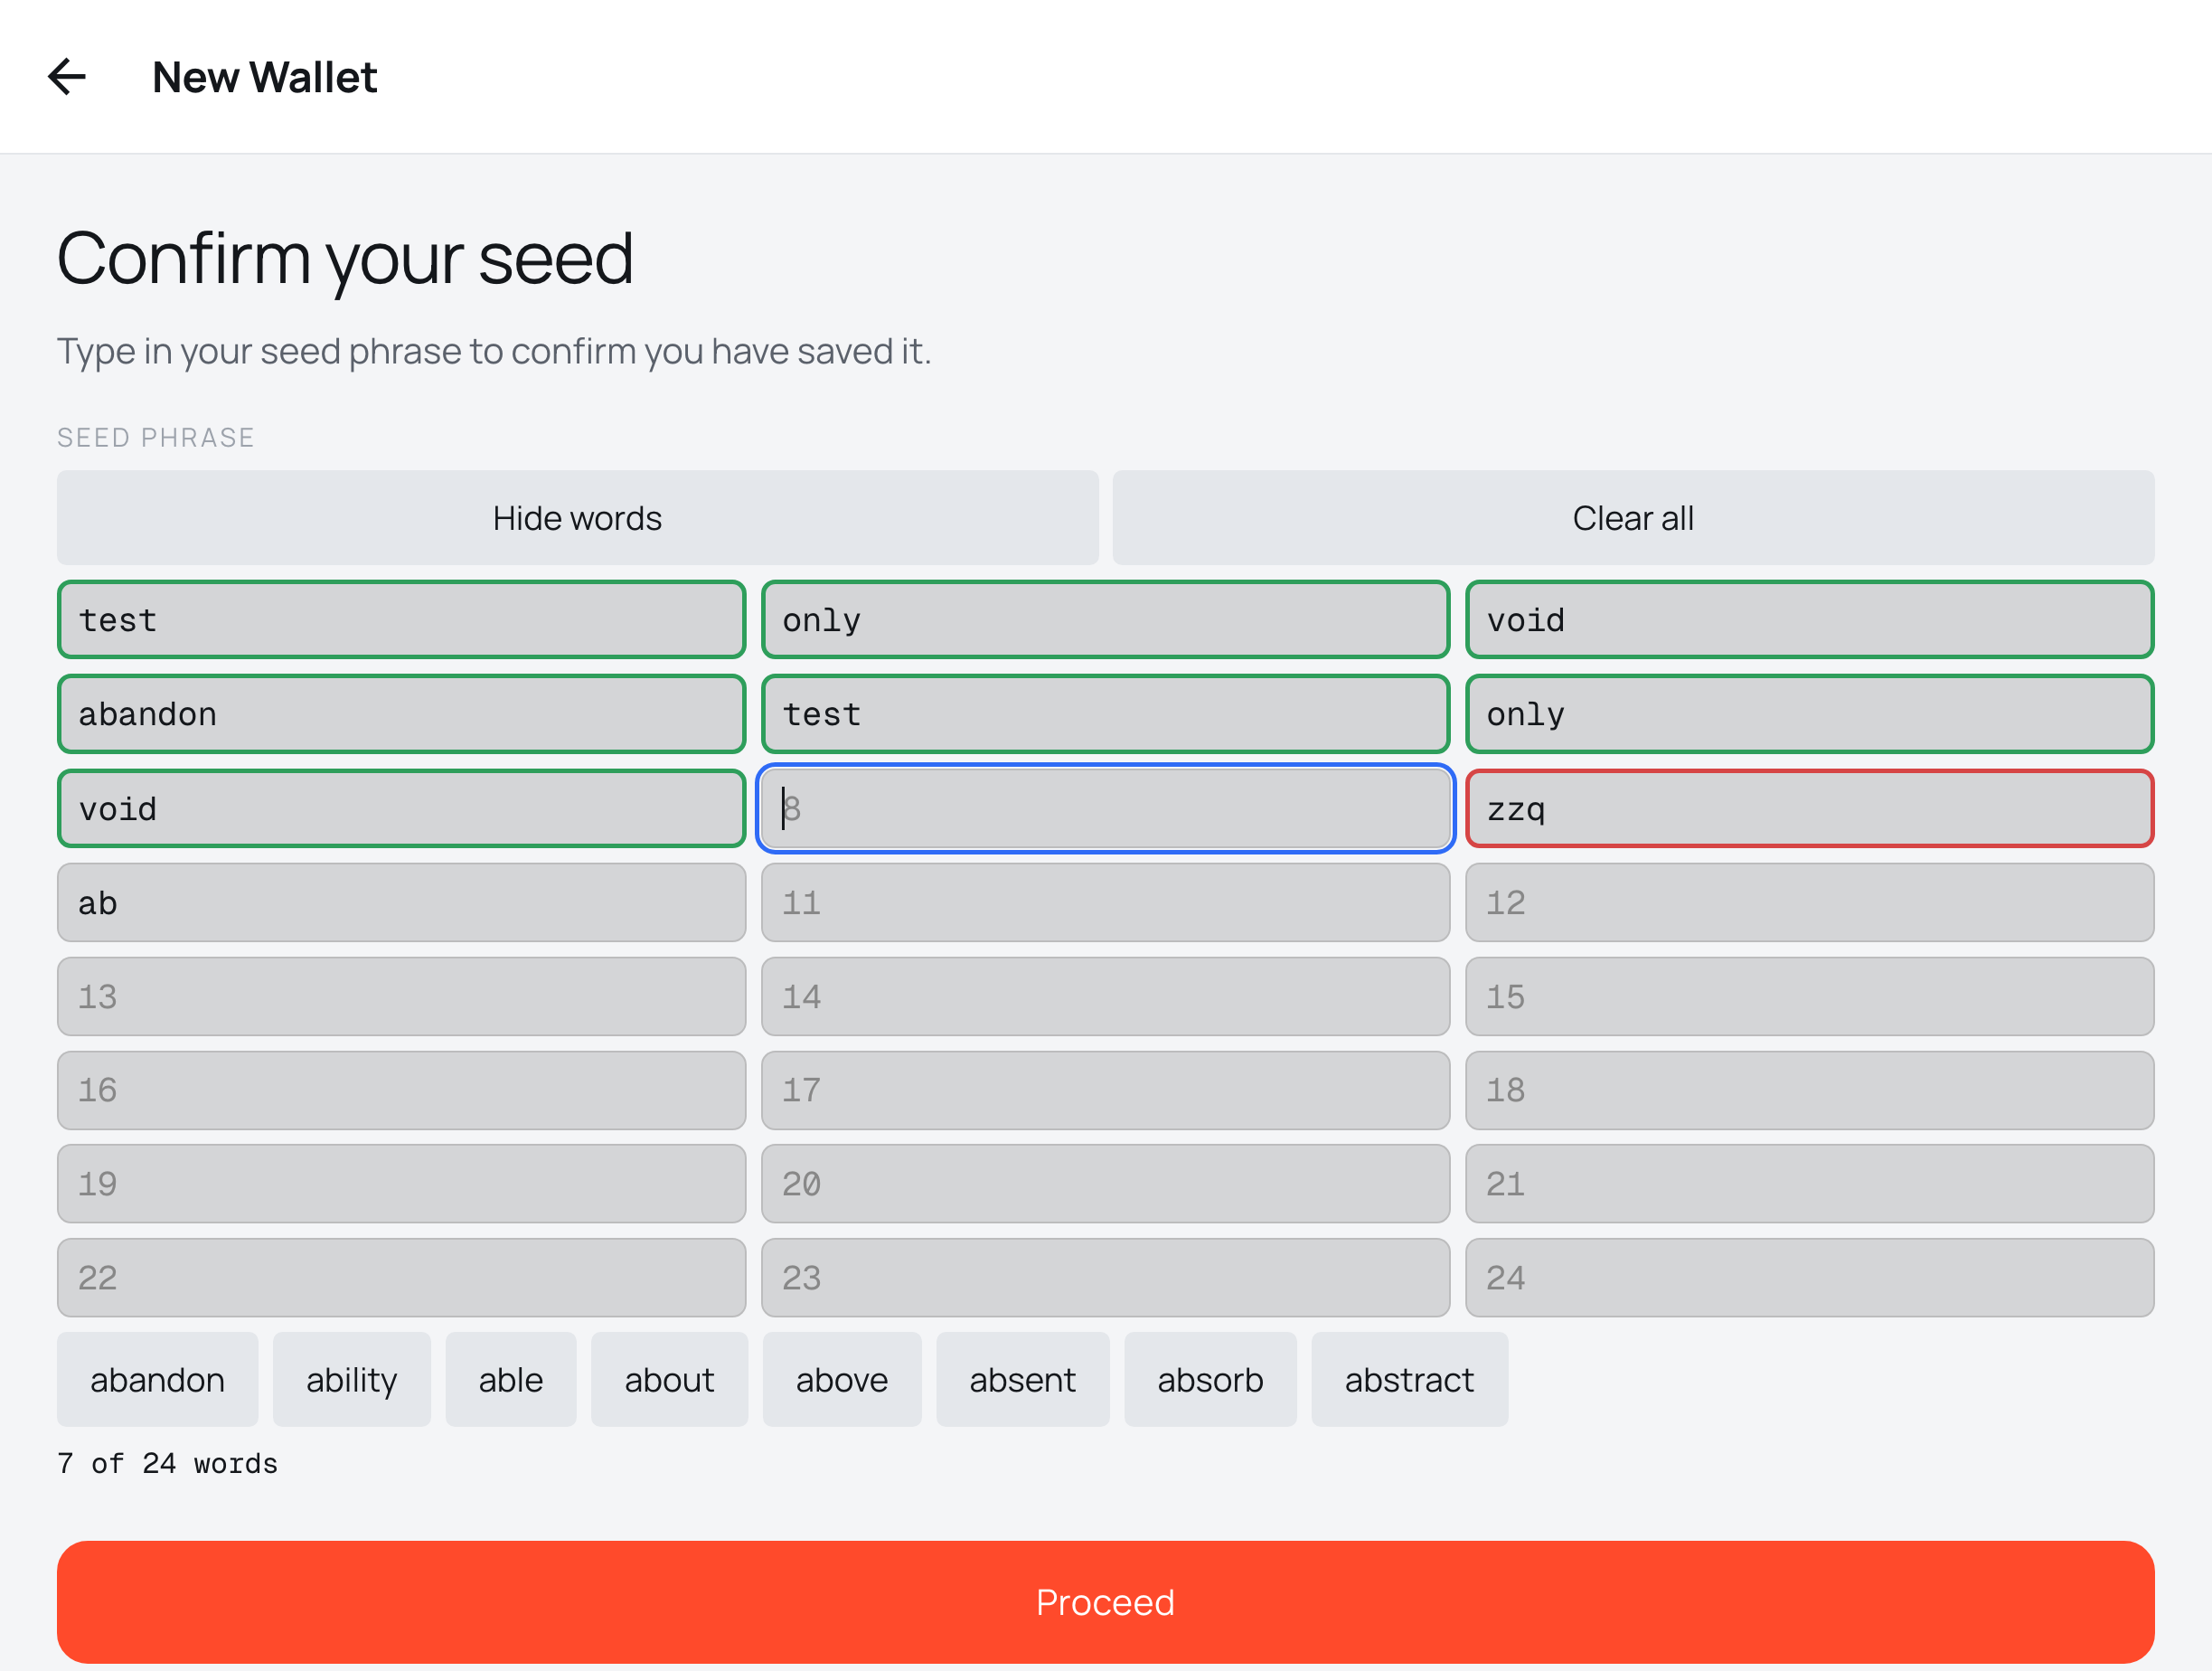 New Wallet
Confirm your seed
Type in your seed phrase to confirm you have saved it.
SEED PHRASE
Hide words Clear all
test only void
abandon test only
void 8 zzq
ab 11 12
13 14 15
16 17 18
19 20 21
22 23 24
abandon ability able about above absent absorb abstract
7 of 24 words
Proceed